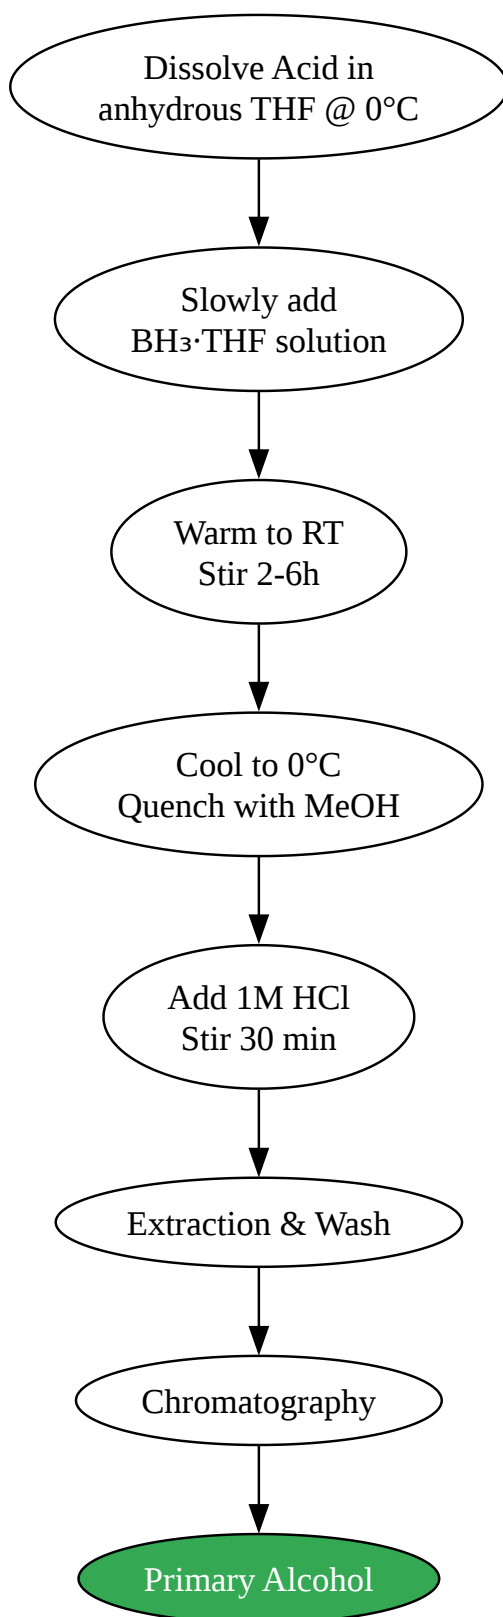 Dissolve Acid in
anhydrous THF @ 0°C
Slowly add
BH₃·THF solution
Warm to RT
Stir 2-6h
Cool to 0°C
Quench with MeOH
Add 1M HCl
Stir 30 min
Extraction & Wash
Chromatography
Primary Alcohol